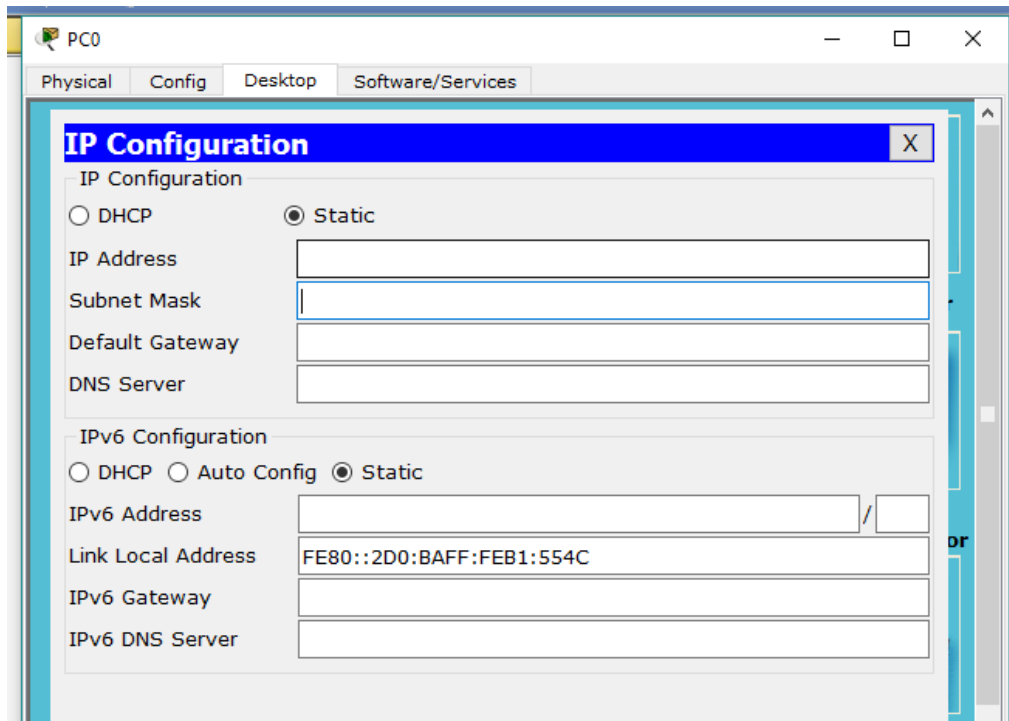 PC0
Physical Config Desktop Software/Services
IP Configuration X
IP Configuration
DHCP Static
IP Address
Subnet Mask
Default Gateway
DNS Server
IPv6 Configuration
DHCP Auto Config Static
IPv6 Address /
Link Local Address FE80::2D0:BAFF:FEB1:554C
or
IPv6 Gateway
IPv6 DNS Server